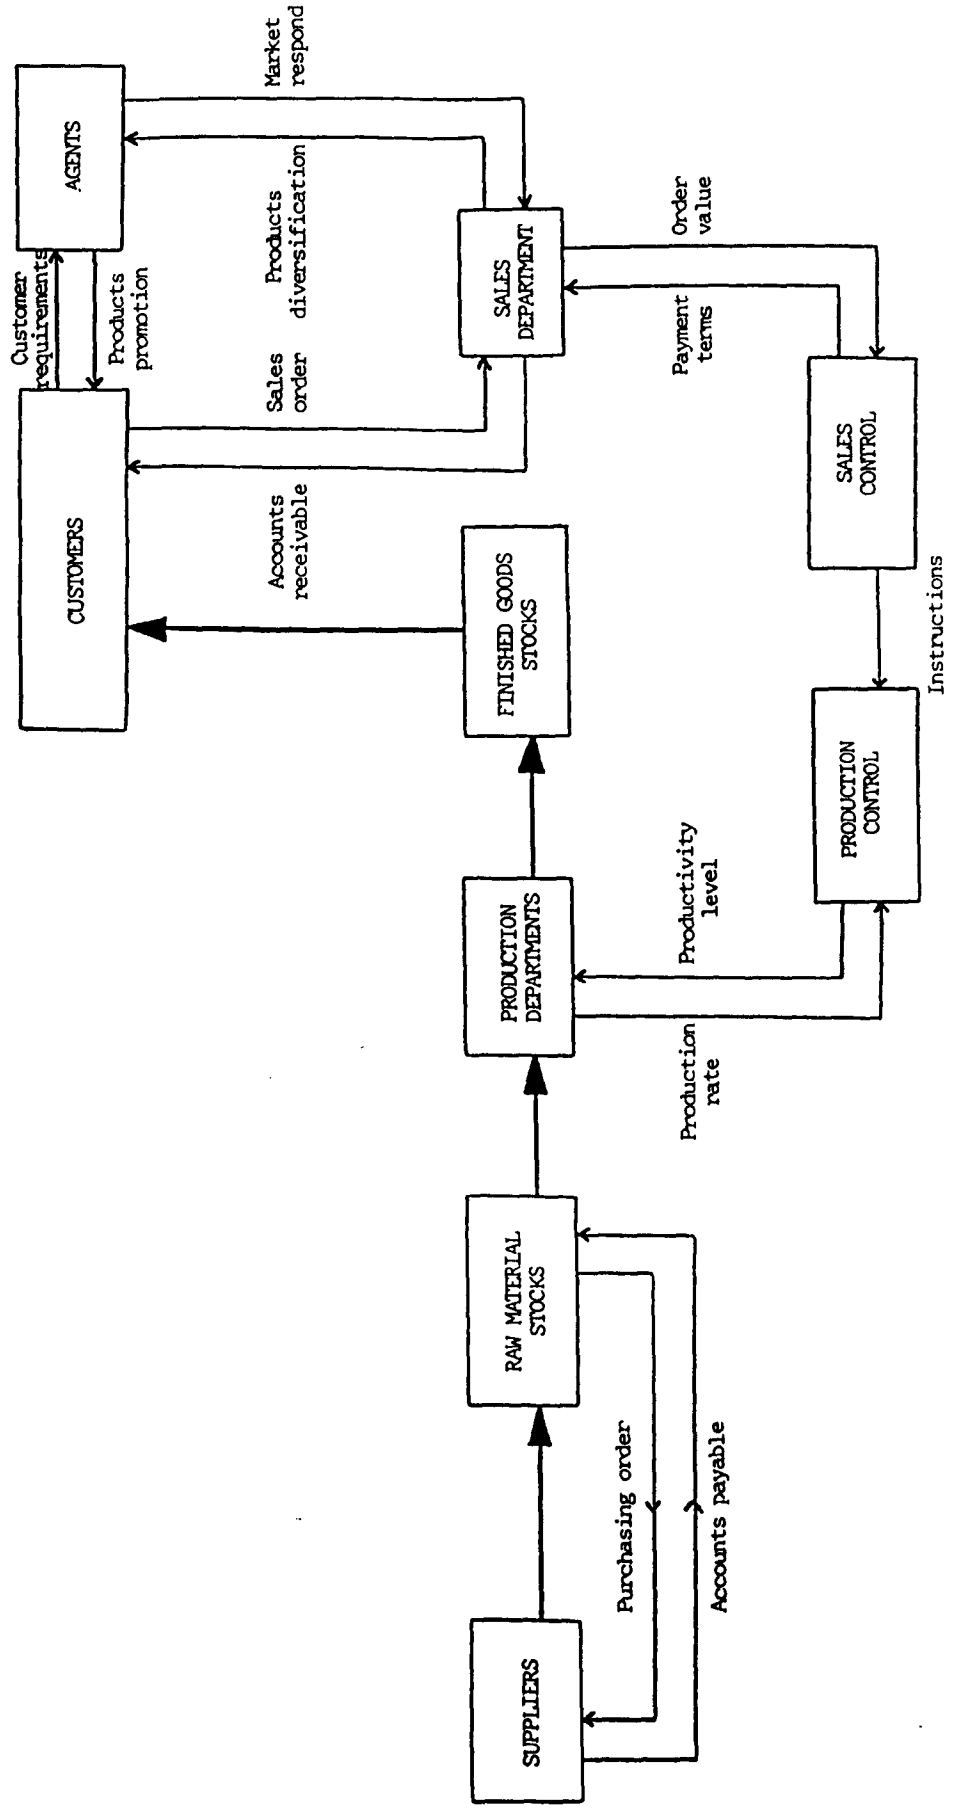 CUSTOMERS
Customer
requirements
Products
promotion
AGENTS
Accounts
receivable
Sales
order
Products
diversification
Market
respond
SUPPLIERS
RAW MATERIAL
STOCKS
PRODUCTION
DEPARTMENTS
FINISHED GOODS
STOCKS
SALES
DEPARTMENT
Purchasing order
Accounts payable
Production
rate
Productivity
level
Payment
terms
Order
value
PRODUCTION
CONTROL
SALES
CONTROL
Instructions